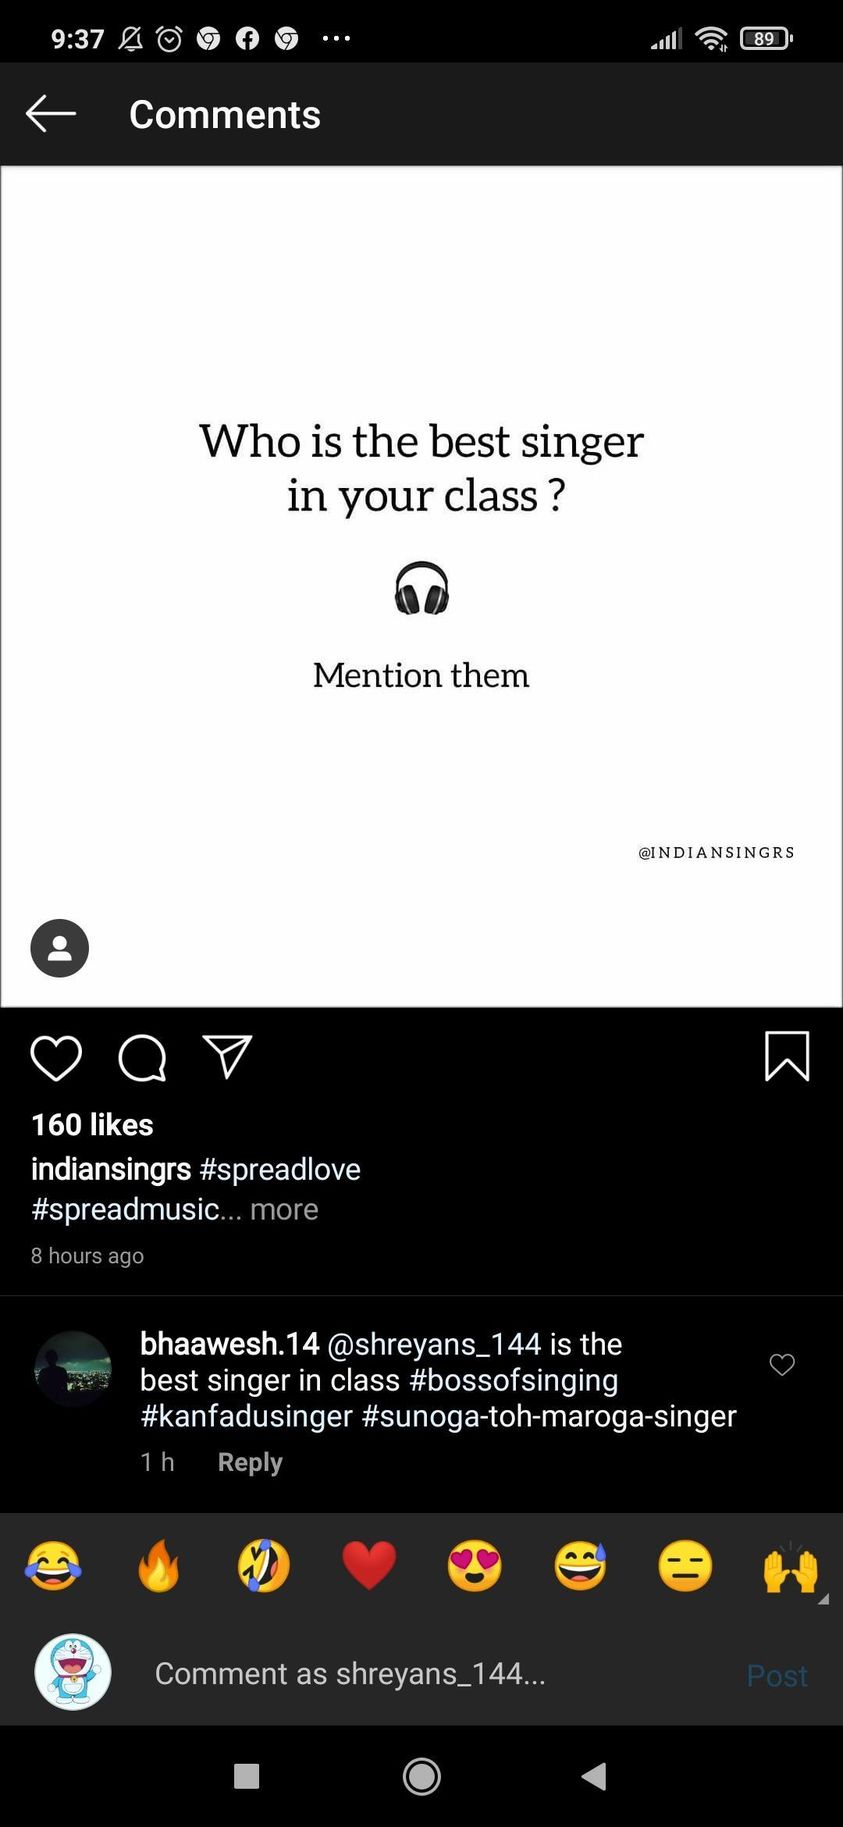 9:37 89
Comments
Who is the best singer
in your class ?
Mention them
@INDIANSINGRS
160 likes
indiansingrs #spreadlove
#spreadmusic... more
8 hours ago
bhaawesh.14 @shreyans_144 is the
best singer in class #bossofsinging
#kanfadusinger #sunoga-toh-maroga-singer
1 h Reply
Comment as shreyans_144... Post